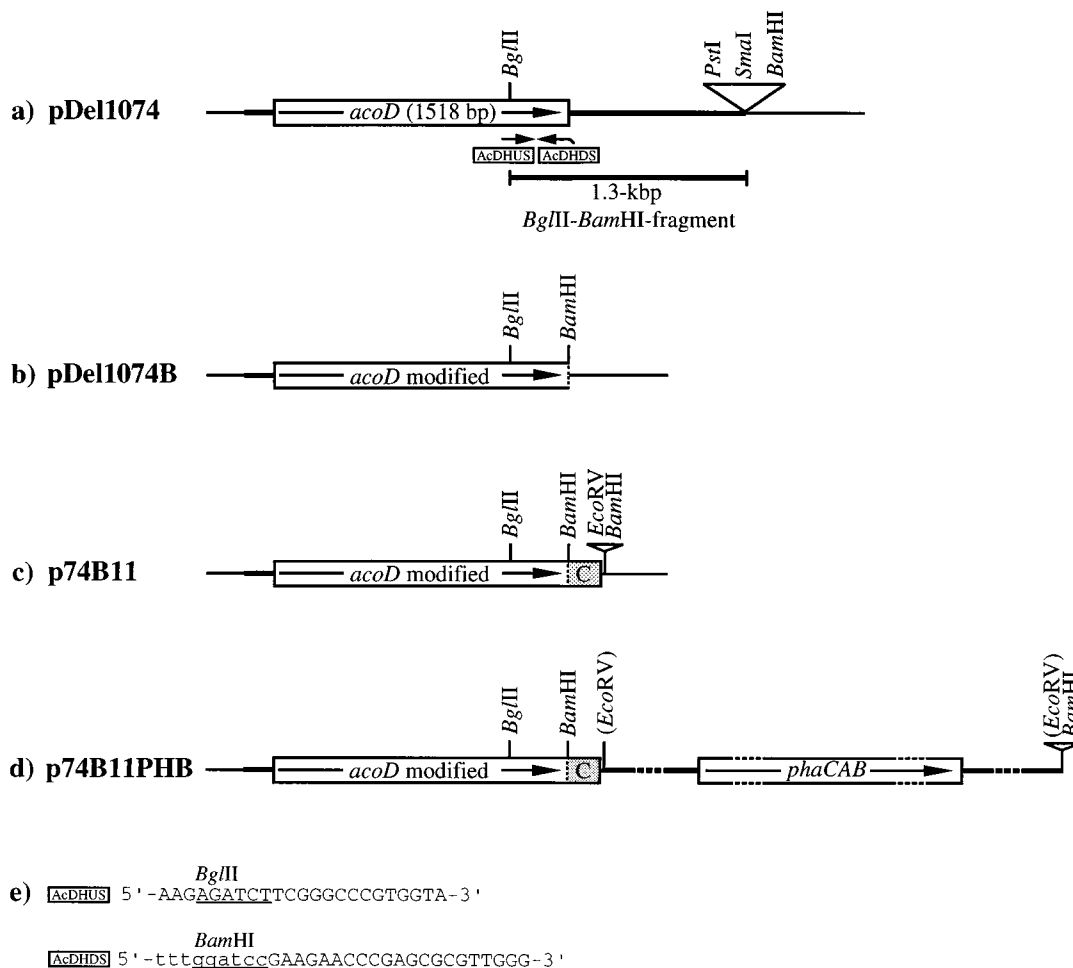 BglII
PstI
SmaI
BamHI
a) pDel1074
acoD (1518 bp)
AcDHUS
AcDHDS
1.3-kbp
BglII-BamHI-fragment
BglII
BamHI
b) pDel1074B
acoD modified
BglII
BamHI
EcoRV
BamHI
c) p74B11
acoD modified
C
BglII
BamHI
(EcoRV)
(EcoRV)
BamHI
d) p74B11PHB
acoD modified
C
phaCAB
BglII
e) AcDHUS 5'-AAGAGATCTTCGGGCCCGTGGTA-3'
BamHI
AcDHDS 5'-tttggatccGAAGAACCCGAGCGCGTTGGG-3'